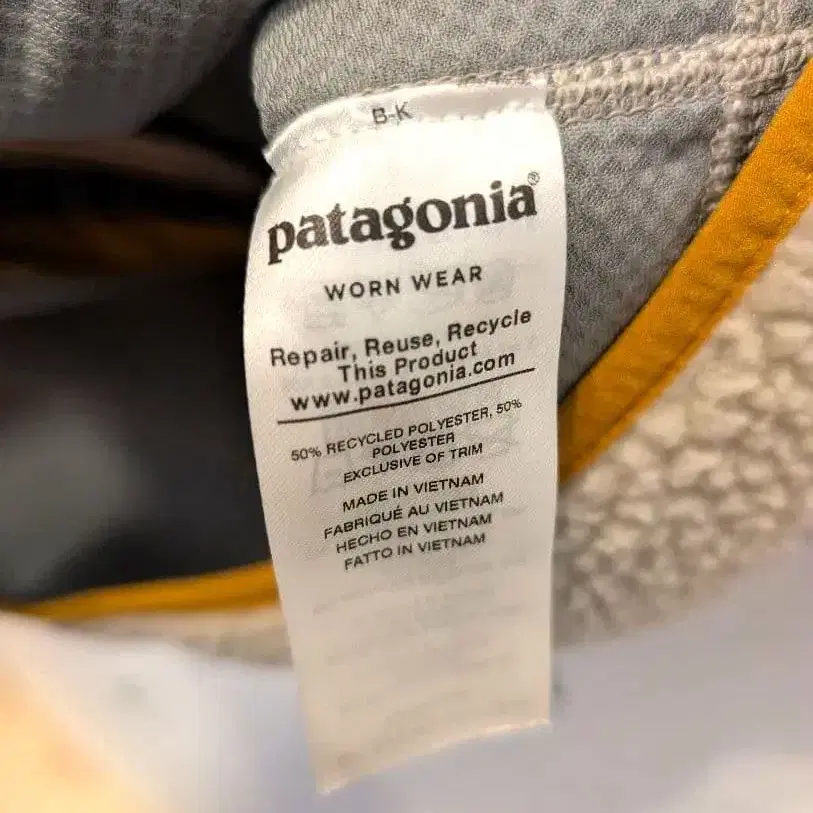 B-K
patagonia®
WORN WEAR
Repair, Reuse, Recycle
This Product
www.patagonia.com
50% RECYCLED POLYESTER, 50%
POLYESTER
EXCLUSIVE OF TRIM
MADE IN VIETNAM
FABRIQUÉ AU VIETNAM
HECHO EN VIETNAM
FATTO IN VIETNAM